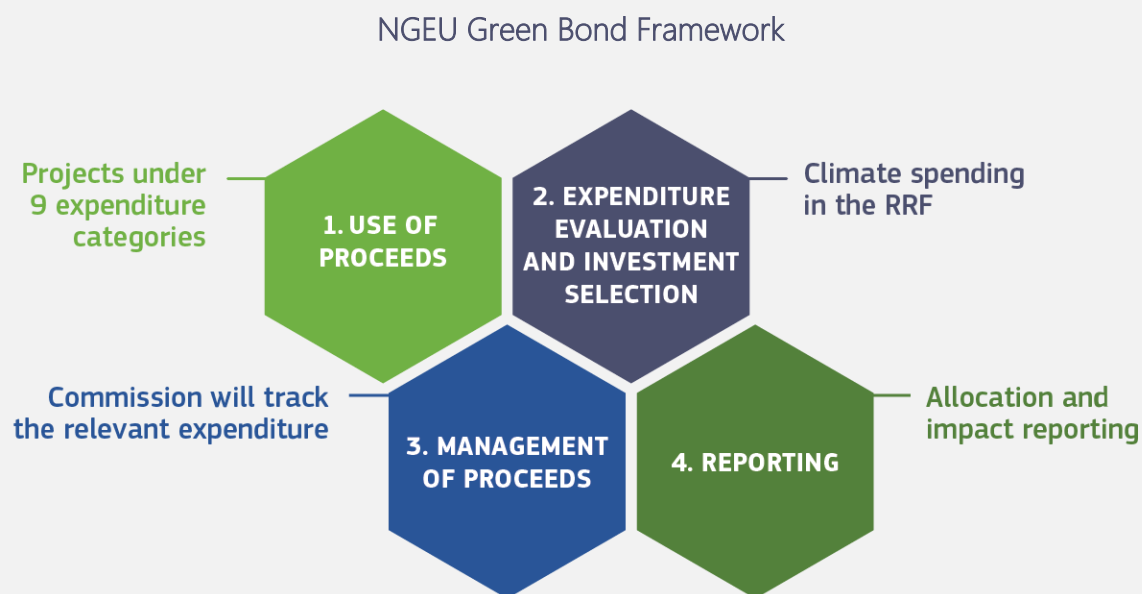 NGEU Green Bond Framework
Projects under
9 expenditure
categories
1. USE OF
PROCEEDS
2. EXPENDITURE
EVALUATION
AND INVESTMENT
SELECTION
Climate spending
in the RRF
Commission will track
the relevant expenditure
3. MANAGEMENT
OF PROCEEDS
4. REPORTING
Allocation and
impact reporting